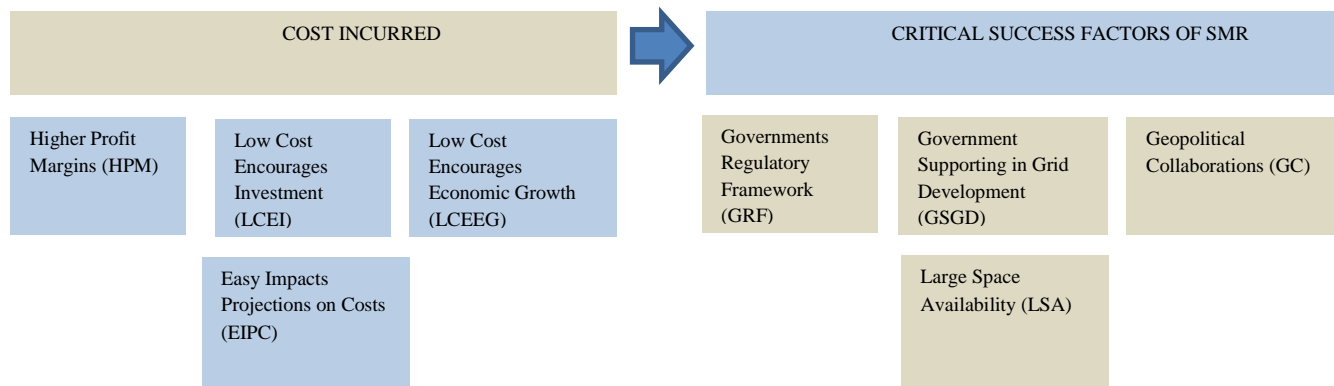 COST INCURRED
CRITICAL SUCCESS FACTORS OF SMR
Higher Profit
Margins (HPM)
Low Cost
Encourages
Investment
(LCEI)
Low Cost
Encourages
Economic Growth
(LCEEG)
Governments
Regulatory
Framework
(GRF)
Government
Supporting in Grid
Development
(GSGD)
Geopolitical
Collaborations (GC)
Easy Impacts
Projections on Costs
(EIPC)
Large Space
Availability (LSA)